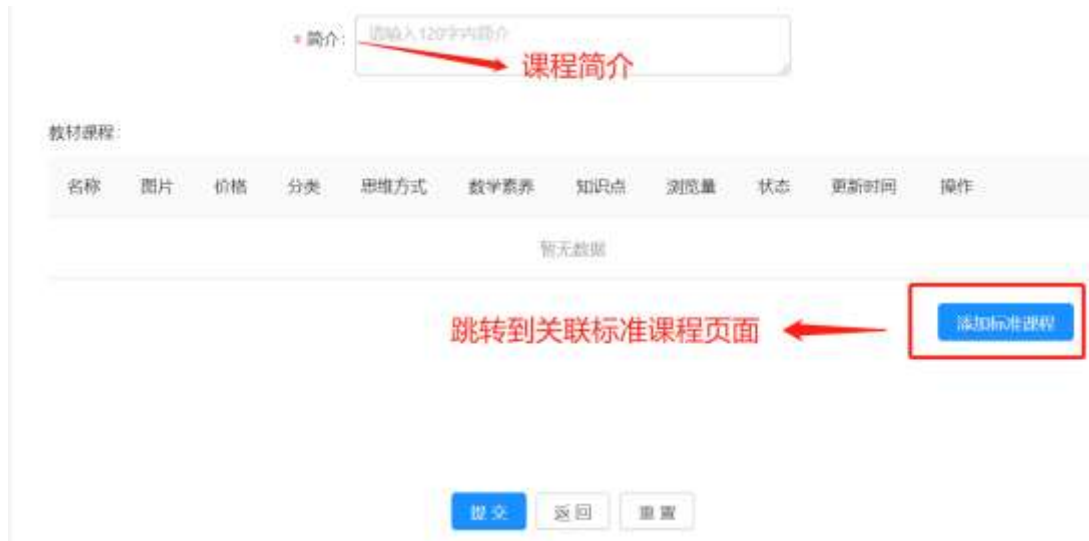 * 简介: 请输入120字内简介
课程简介
教材课程:
名称 图片 价格 分类 思维方式 数学素养 知识点 浏览量 状态 更新时间 操作
暂无数据
跳转到关联标准课程页面 添加标准课程
提交 返回 重置